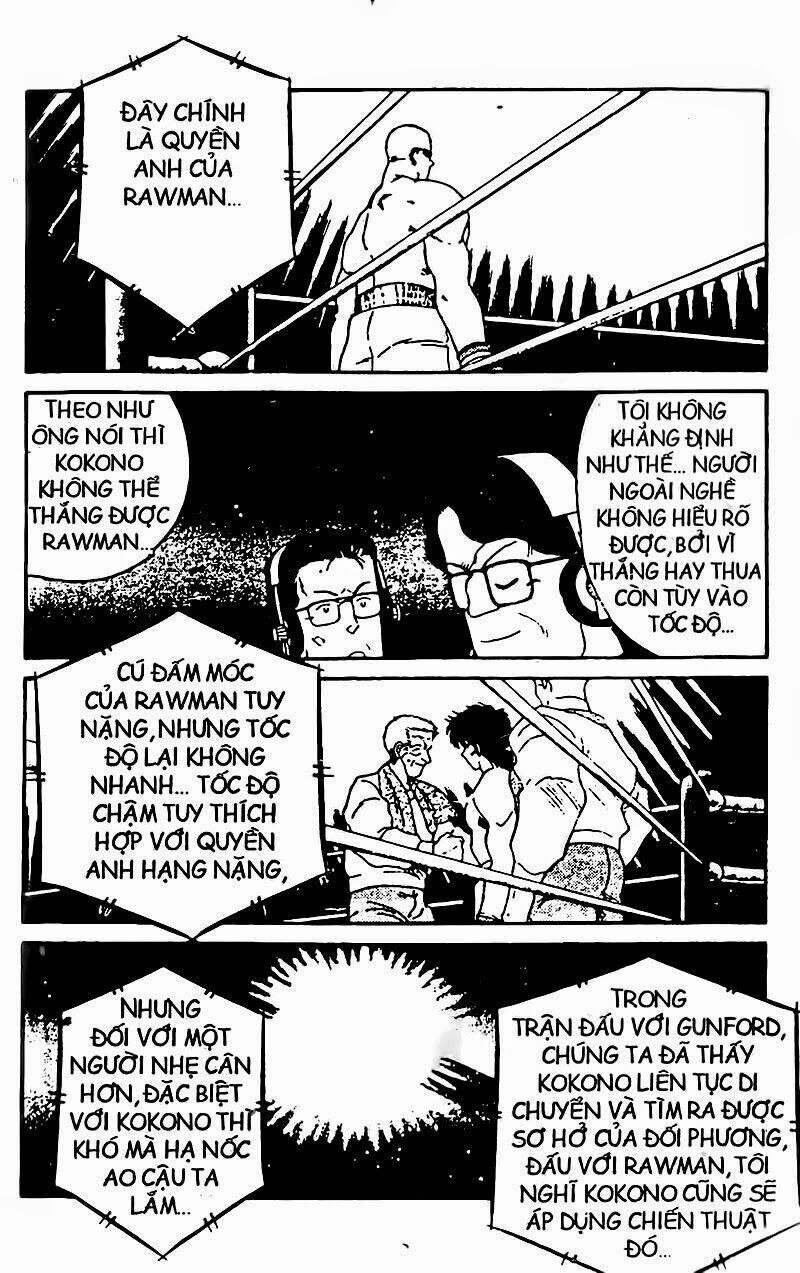 ĐÂY CHÍNH
LÀ QUYỀN
ANH CỦA
RAWMAN...
THEO NHƯ
ÔNG NÓI THÌ
KOKONO
KHÔNG THỂ
THẮNG ĐƯỢC
RAWMAN...
TÔI KHÔNG
KHẲNG ĐỊNH
NHƯ THẾ... NGƯỜI
NGOÀI NGHỀ
KHÔNG HIỂU RÕ
ĐƯỢC, BỞI VÌ
THẮNG HAY THUA
CÒN TÙY VÀO
TỐC ĐỘ...
CÚ ĐẤM MÓC
CỦA RAWMAN TUY
NẶNG, NHƯNG TỐC
ĐỘ LẠI KHÔNG
NHANH... TỐC ĐỘ
CHẬM TUY THÍCH
HỢP VỚI QUYỀN
ANH HẠNG NẶNG,
NHƯNG
ĐỐI VỚI MỘT
NGƯỜI NHẸ CÂN
HƠN, ĐẶC BIỆT
VỚI KOKONO THÌ
KHÓ MÀ HẠ NỐC
AO CẬU TA
LẮM...
TRONG
TRẬN ĐẤU VỚI GUNFORD,
CHÚNG TA ĐÃ THẤY
KOKONO LIÊN TỤC DI
CHUYỂN VÀ TÌM RA ĐƯỢC
SƠ HỞ CỦA ĐỐI PHƯƠNG,
ĐẤU VỚI RAWMAN, TÔI
NGHĨ KOKONO CŨNG SẼ
ÁP DỤNG CHIẾN THUẬT
ĐÓ...